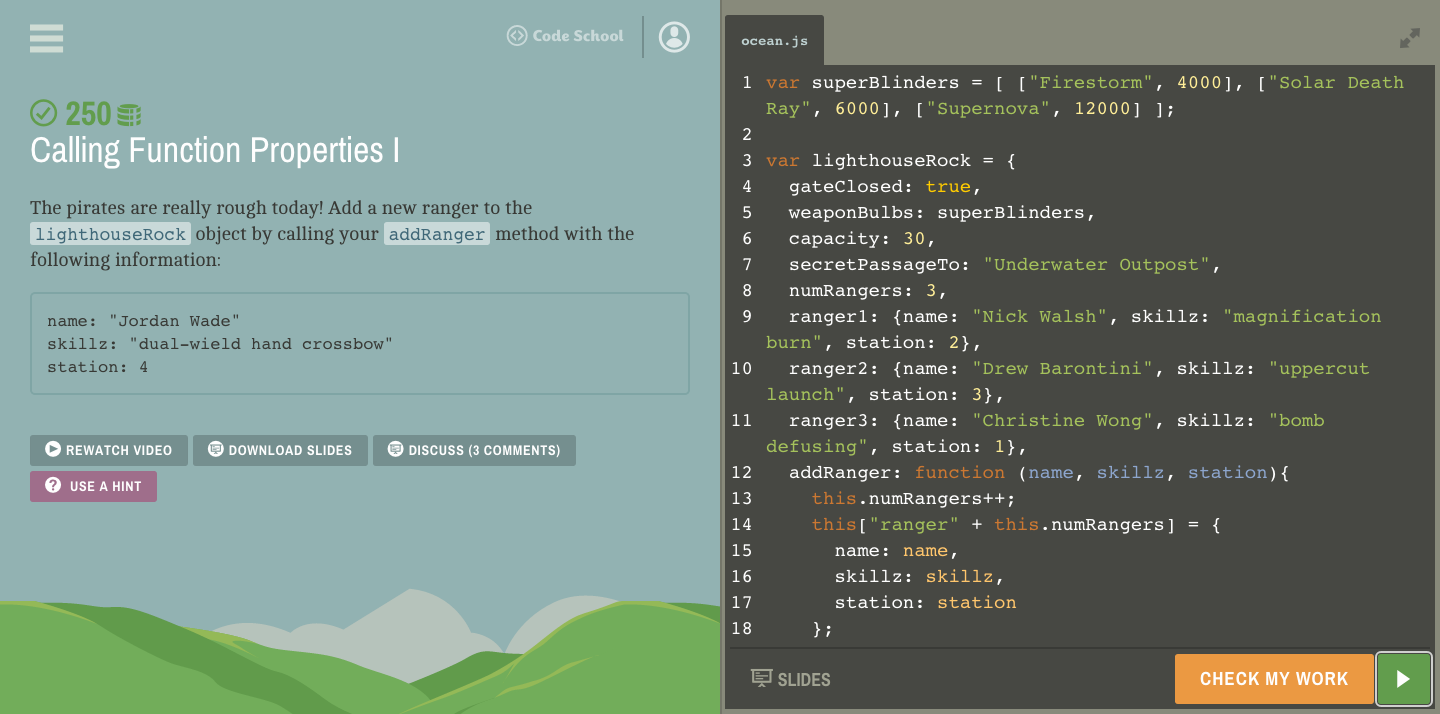 Code School
250
Calling Function Properties I
The pirates are really rough today! Add a new ranger to the
lighthouseRock object by calling your addRanger method with the
following information:
name: "Jordan Wade"
skillz: "dual-wield hand crossbow"
station: 4
REWATCH VIDEO
DOWNLOAD SLIDES
DISCUSS (3 COMMENTS)
? USE A HINT
ocean.js
1 var superBlinders = [ ["Firestorm", 4000], ["Solar Death
Ray", 6000], ["Supernova", 12000] ];
2
3 var lighthouseRock = {
4   gateClosed: true,
5   weaponBulbs: superBlinders,
6   capacity: 30,
7   secretPassageTo: "Underwater Outpost",
8   numRangers: 3,
9   ranger1: {name: "Nick Walsh", skillz: "magnification
burn", station: 2},
10   ranger2: {name: "Drew Barontini", skillz: "uppercut
launch", station: 3},
11   ranger3: {name: "Christine Wong", skillz: "bomb
defusing", station: 1},
12   addRanger: function (name, skillz, station){
13     this.numRangers++;
14     this["ranger" + this.numRangers] = {
15       name: name,
16       skillz: skillz,
17       station: station
18     };
SLIDES
CHECK MY WORK